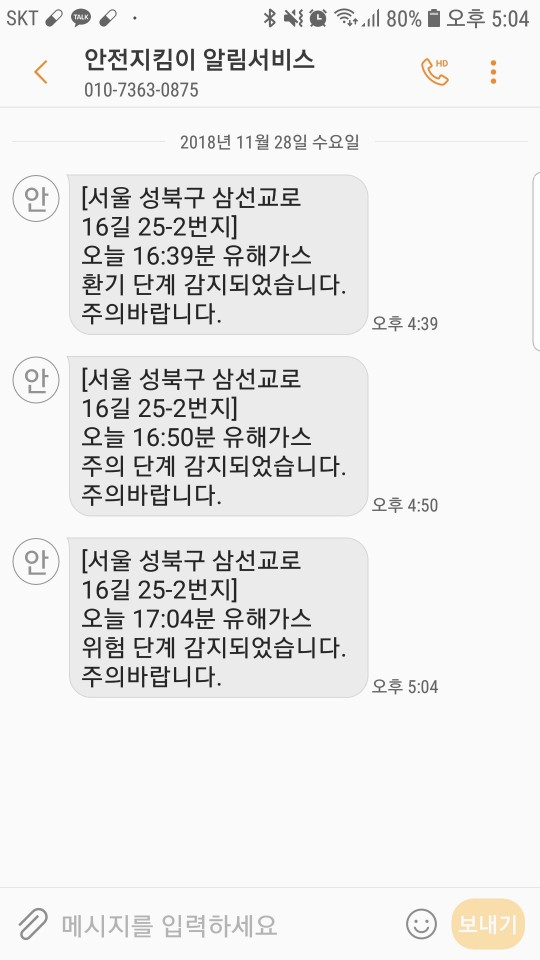 SKT TALK 80% 오후 5:04
안전지킴이 알림서비스
010-7363-0875
HD
2018년 11월 28일 수요일
안
[서울 성북구 삼선교로
16길 25-2번지]
오늘 16:39분 유해가스
환기 단계 감지되었습니다.
주의바랍니다.
오후 4:39
안
[서울 성북구 삼선교로
16길 25-2번지]
오늘 16:50분 유해가스
주의 단계 감지되었습니다.
주의바랍니다.
오후 4:50
안
[서울 성북구 삼선교로
16길 25-2번지]
오늘 17:04분 유해가스
위험 단계 감지되었습니다.
주의바랍니다.
오후 5:04
메시지를 입력하세요
보내기